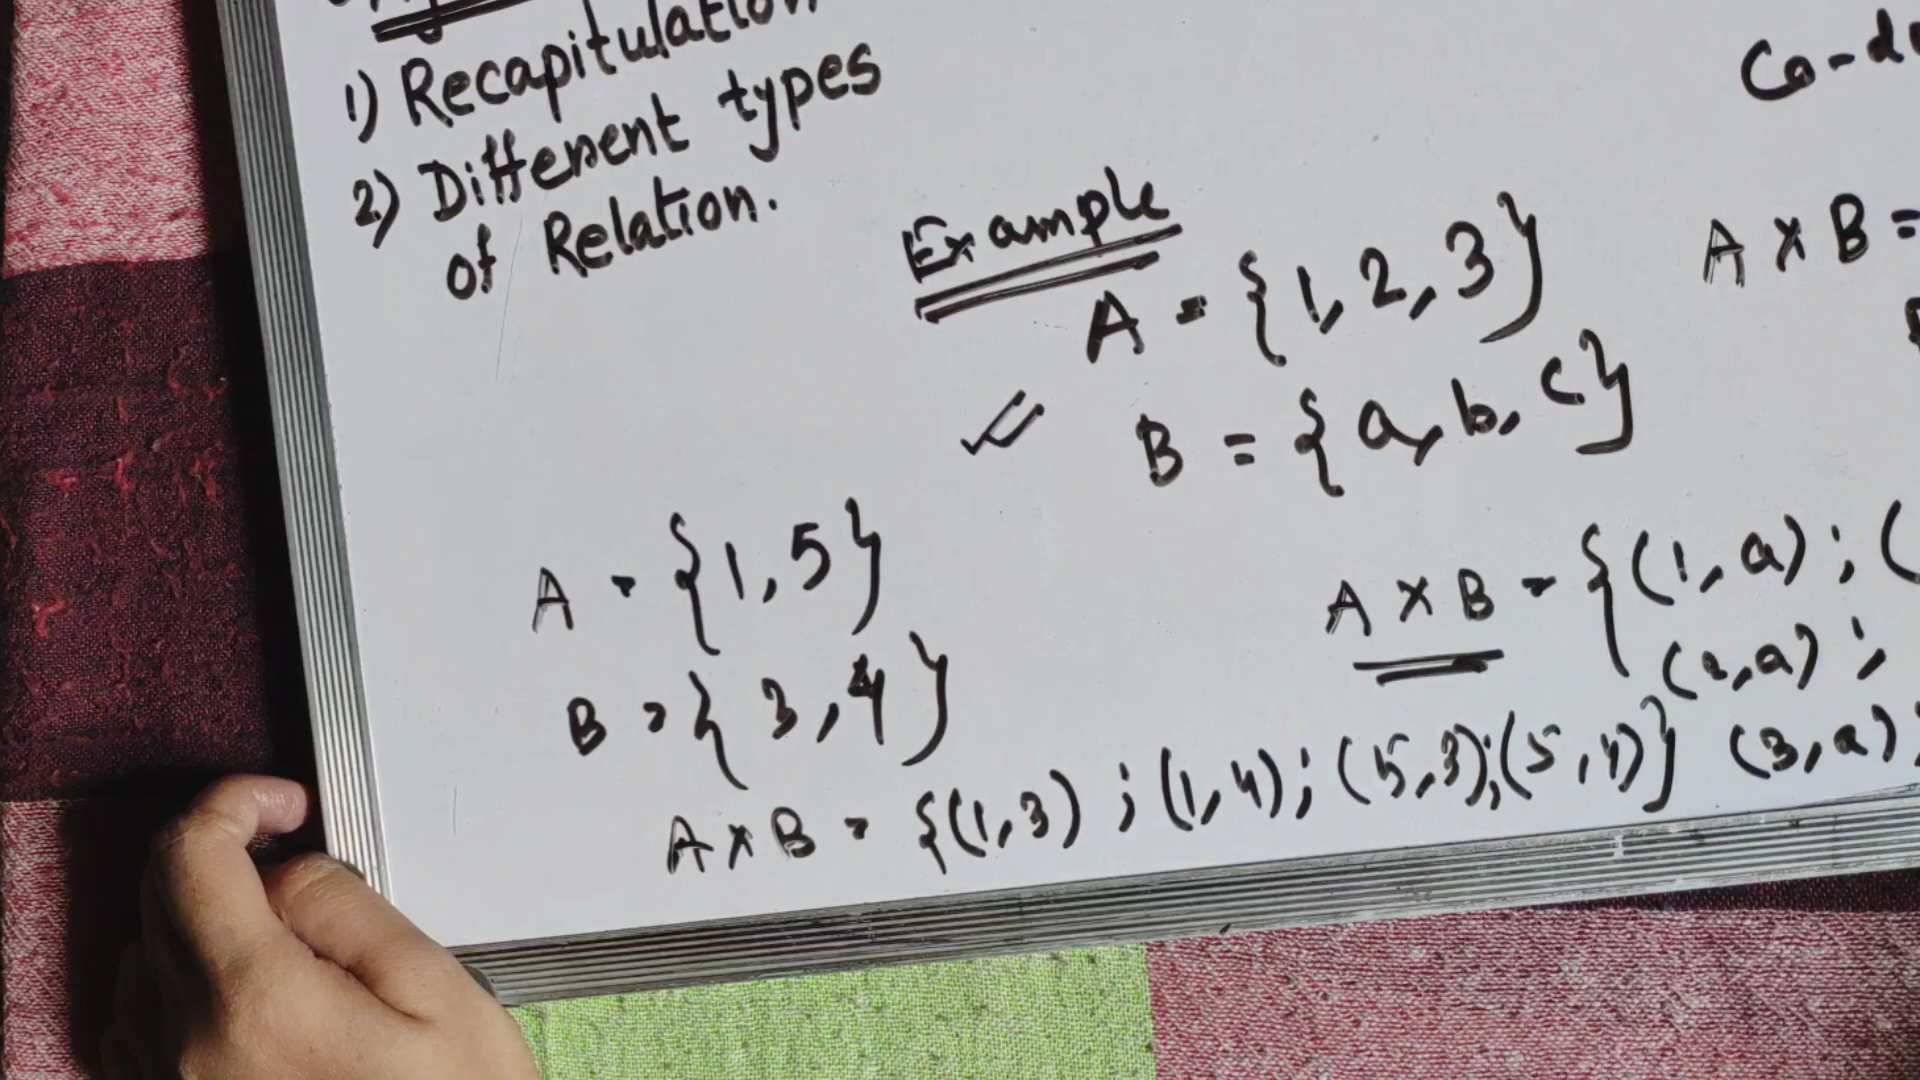 1) Recapitulation
2) Different types
of Relation.
Example
A = {1, 2, 3}
B = {a, b, c}
Co-d
A × B =
A = {1, 5}
B = {3, 4}
A × B = {(1, 3) ; (1, 4); (5, 3);(5, 4)}
A × B = {(1, a) ; (
(2, a) ;
(3, a) ;